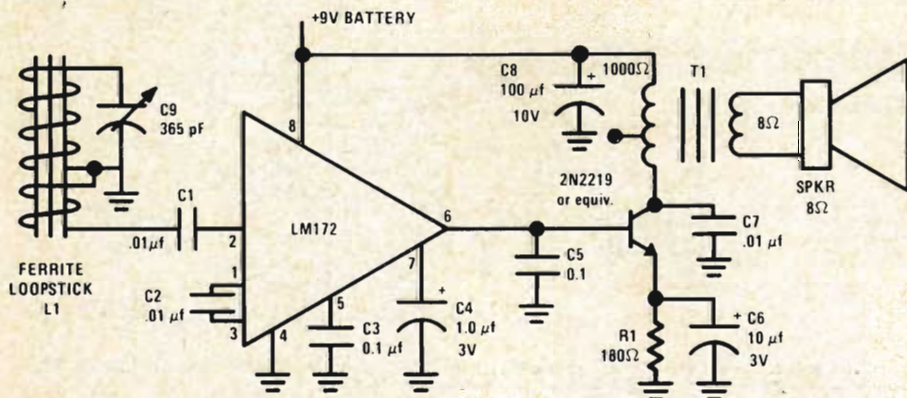 +9V BATTERY
C9
365 pF
C8
100 µf
10V
1000Ω
T1
8Ω
SPKR
8Ω
8
C1
.01µf
2
LM172
6
2N2219
or equiv.
C7
.01 µf
FERRITE
LOOPSTICK
L1
C2
.01 µf
1
3
4
5
C3
0.1 µf
7
+
C4
1.0 µf
3V
C5
0.1
R1
180Ω
+
C6
10 µf
3V
+